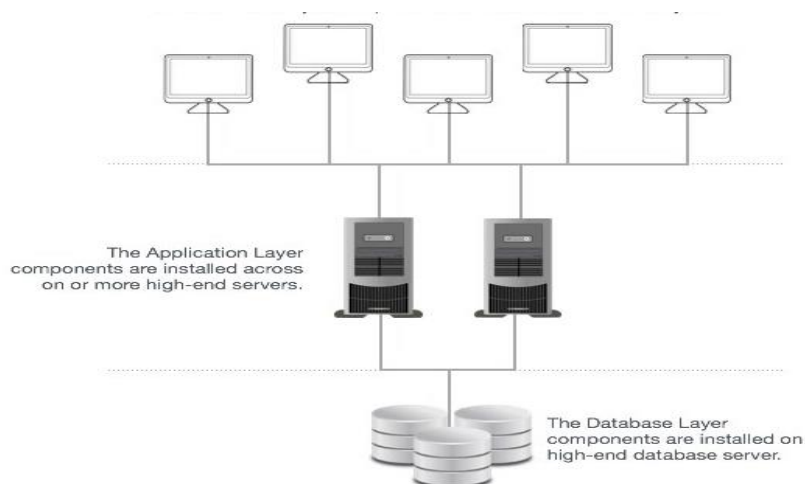 The Application Layer
components are installed across
on or more high-end servers.
The Database Layer
components are installed on
high-end database server.